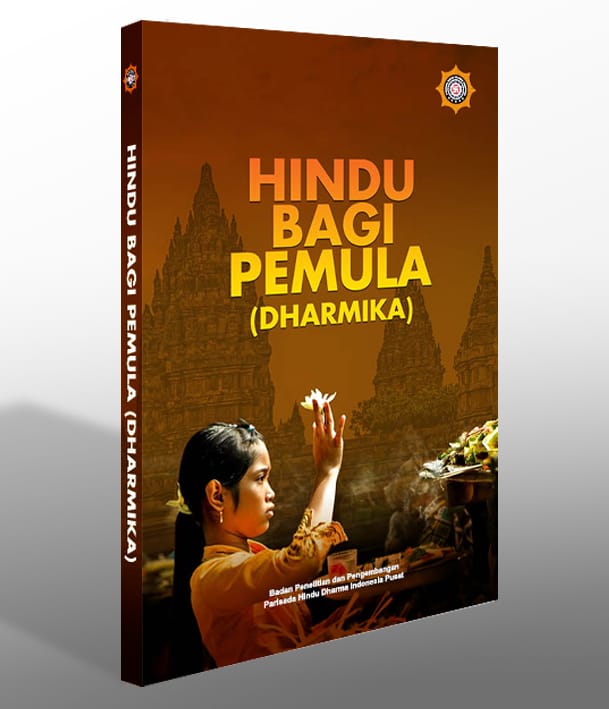 HINDU
BAGI
PEMULA
(DHARMIKA)
Badan Penelitian dan Pengembangan
Parisada Hindu Dharma Indonesia Pusat
HINDU BAGI PEMULA (DHARMIKA)